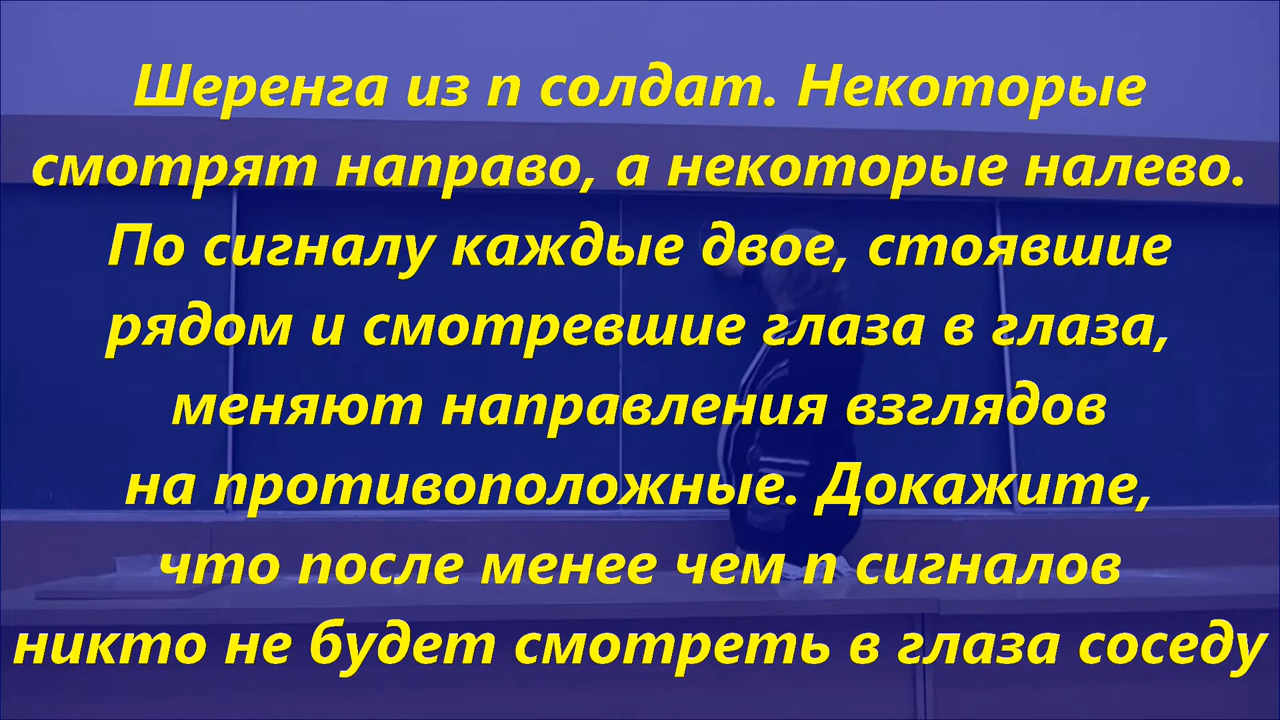 Шеренга из n солдат. Некоторые
смотрят направо, а некоторые налево.
По сигналу каждые двое, стоявшие
рядом и смотревшие глаза в глаза,
меняют направления взглядов
на противоположные. Докажите,
что после менее чем n сигналов
никто не будет смотреть в глаза соседу